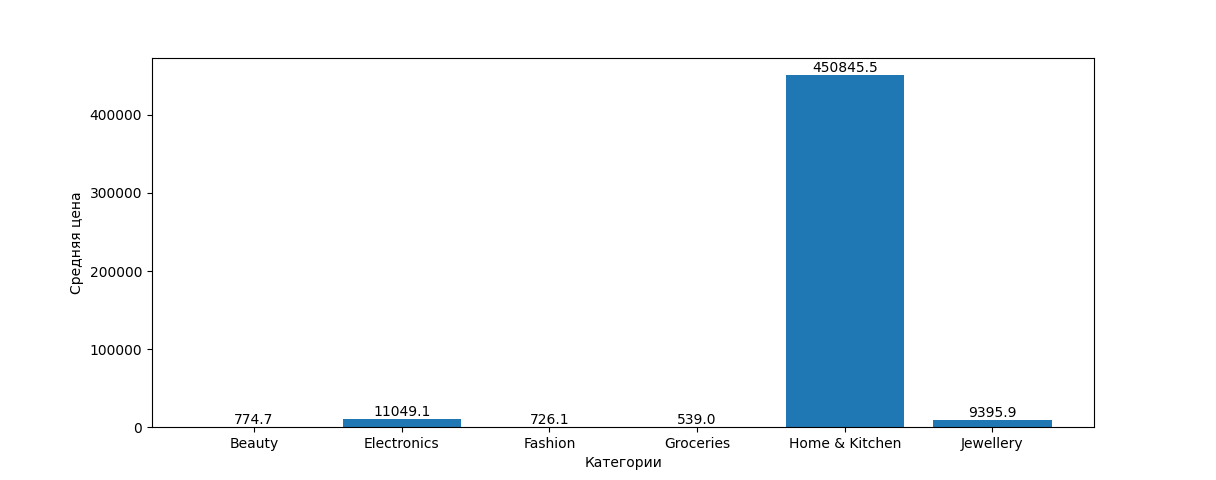 450845.5
400000
300000
200000
100000
0
Средняя цена
774.7
11049.1
726.1
539.0
9395.9
Beauty
Electronics
Fashion
Groceries
Home & Kitchen
Jewellery
Категории